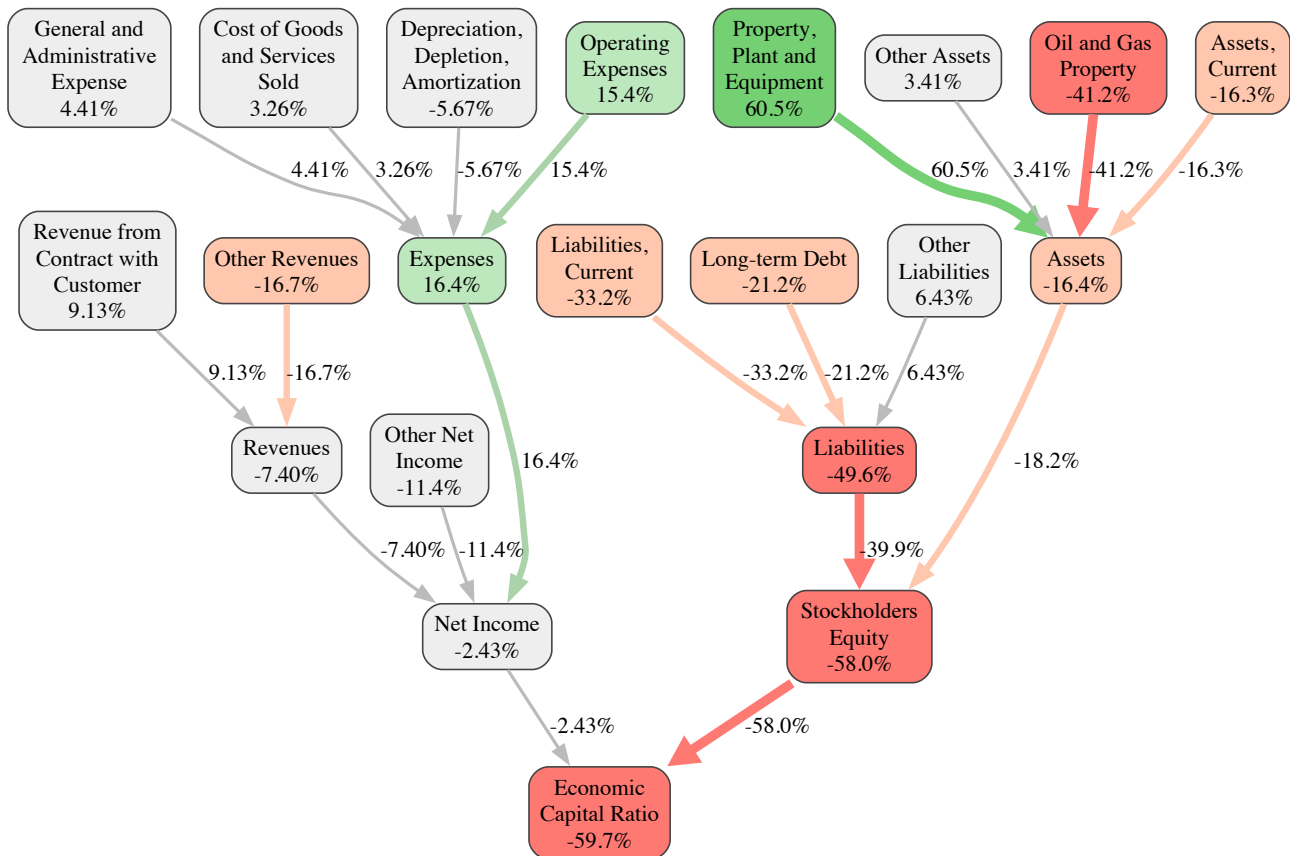 General and
Administrative
Expense
4.41%
Cost of Goods
and Services
Sold
3.26%
Depreciation,
Depletion,
Amortization
-5.67%
Operating
Expenses
15.4%
Property,
Plant and
Equipment
60.5%
Other Assets
3.41%
Oil and Gas
Property
-41.2%
Assets,
Current
-16.3%
4.41%
3.26%
-5.67%
15.4%
60.5%
3.41%
-41.2%
-16.3%
Revenue from
Contract with
Customer
9.13%
Other Revenues
-16.7%
Expenses
16.4%
Liabilities,
Current
-33.2%
Long-term Debt
-21.2%
Other
Liabilities
6.43%
Assets
-16.4%
9.13%
-16.7%
-33.2%
-21.2%
6.43%
Revenues
-7.40%
Other Net
Income
-11.4%
16.4%
Liabilities
-49.6%
-18.2%
-7.40%
-11.4%
-39.9%
Net Income
-2.43%
Stockholders
Equity
-58.0%
-2.43%
-58.0%
Economic
Capital Ratio
-59.7%